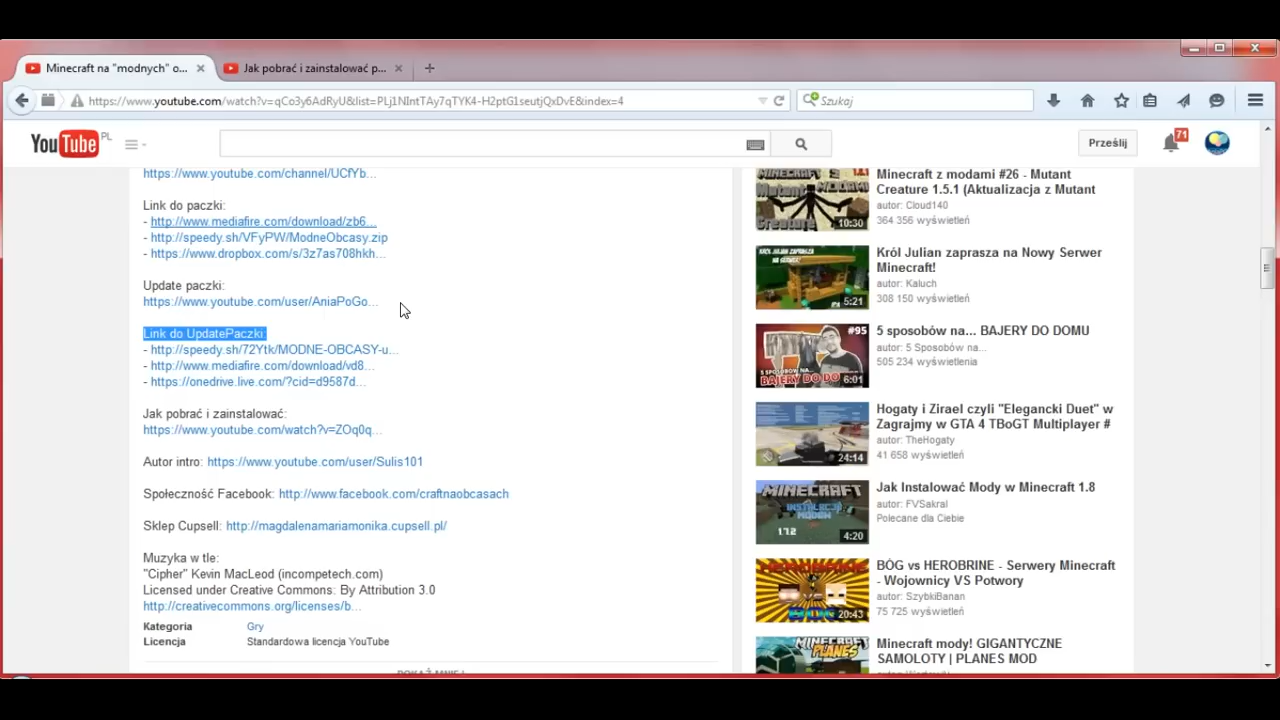 Minecraft na "modnych" o...
Jak pobrać i zainstalować p...
https://www.youtube.com/watch?v=qCo3y6AdRyU&list=PLj1NIntTAy7qTYK4-H2ptG1seutjQxDvE&index=4
Szukaj
YouTube PL
Prześlij
71
https://www.youtube.com/channel/UCfYb...
Link do paczki:
- http://www.mediafire.com/download/zb6...
- http://speedy.sh/VFyPW/ModneObcasy.zip
- https://www.dropbox.com/s/3z7as708hkh...
Update paczki:
https://www.youtube.com/user/AniaPoGo...
Link do UpdatePaczki:
- http://speedy.sh/72Ytk/MODNE-OBCASY-u...
- http://www.mediafire.com/download/vd8...
- https://onedrive.live.com/?cid=d9587d...
Jak pobrać i zainstalować:
https://www.youtube.com/watch?v=ZOq0q...
Autor intro: https://www.youtube.com/user/Sulis101
Społeczność Facebook: http://www.facebook.com/craftnaobcasach
Sklep Cupsell: http://magdalenamariamonika.cupsell.pl/
Muzyka w tle:
"Cipher" Kevin MacLeod (incompetech.com)
Licensed under Creative Commons: By Attribution 3.0
http://creativecommons.org/licenses/b...
Kategoria Gry
Licencja Standardowa licencja YouTube
Minecraft z modami #26 - Mutant
Creature 1.5.1 (Aktualizacja z Mutant
autor: Cloud140
364 356 wyświetleń
10:30
Król Julian zaprasza na Nowy Serwer
Minecraft!
autor: Kaluch
308 150 wyświetleń
5:21
5 sposobów na... BAJERY DO DOMU
autor: 5 Sposobów na...
505 234 wyświetlenia
#95
5 SPOSOBÓW NA...
BAJERY DO DO
6:01
Hogaty i Zirael czyli "Elegancki Duet" w
Zagrajmy w GTA 4 TBoGT Multiplayer #
autor: TheHogaty
41 658 wyświetleń
24:14
Jak Instalować Mody w Minecraft 1.8
autor: FVSakral
Polecane dla Ciebie
MINECRAFT
1.7.2
4:20
BÓG vs HEROBRINE - Serwery Minecraft
- Wojownicy VS Potwory
autor: SzybkiBanan
75 725 wyświetleń
20:43
Minecraft mody! GIGANTYCZNE
SAMOLOTY | PLANES MOD
PLANES